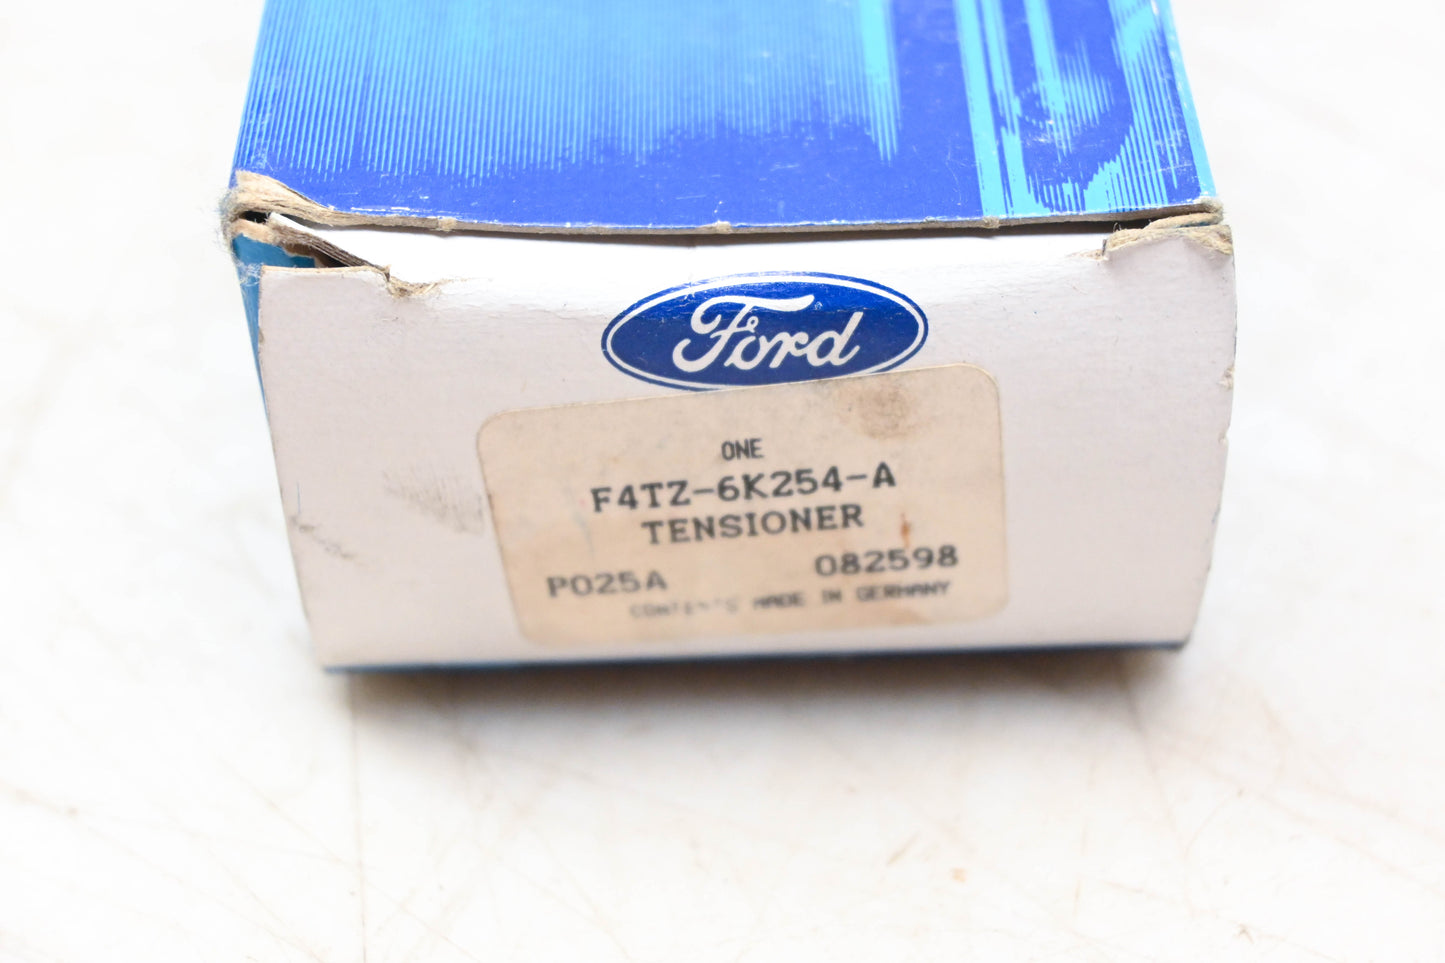 Ford
ONE
F4TZ-6K254-A
TENSIONER
P025A 082598
CONTENTS MADE IN GERMANY